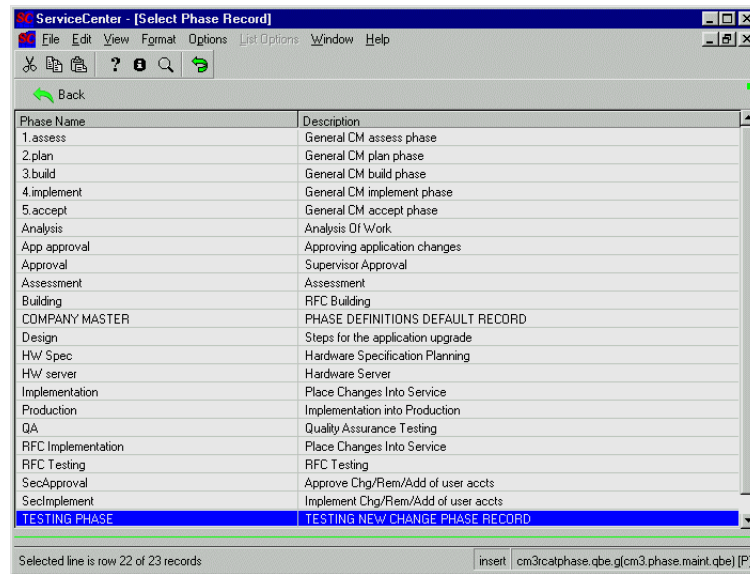 SC ServiceCenter - [Select Phase Record]
SC File Edit View Format Options List Options Window Help
Back
Phase Name Description
1.assess General CM assess phase
2.plan General CM plan phase
3.build General CM build phase
4.implement General CM implement phase
5.accept General CM accept phase
Analysis Analysis Of Work
App approval Approving application changes
Approval Supervisor Approval
Assessment Assessment
Building RFC Building
COMPANY MASTER PHASE DEFINITIONS DEFAULT RECORD
Design Steps for the application upgrade
HW Spec Hardware Specification Planning
HW server Hardware Server
Implementation Place Changes Into Service
Production Implementation into Production
QA Quality Assurance Testing
RFC Implementation Place Changes Into Service
RFC Testing RFC Testing
SecApproval Approve Chg/Rem/Add of user accts
SecImplement Implement Chg/Rem/Add of user accts
TESTING PHASE TESTING NEW CHANGE PHASE RECORD
Selected line is row 22 of 23 records insert cm3rcatphase.qbe.g(cm3.phase.maint.qbe) [P]